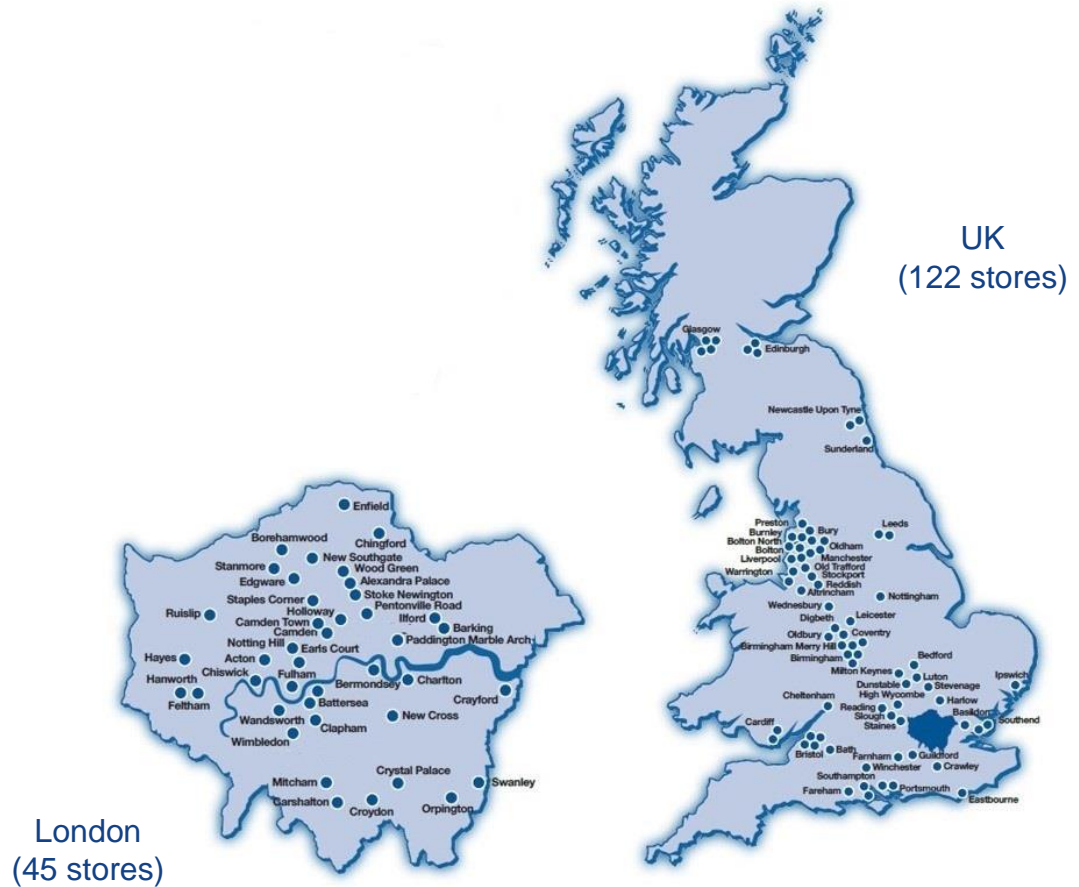 UK
(122 stores)
Glasgow
Edinburgh
Newcastle Upon Tyne
Sunderland
Preston
Burnley
Bury
Leeds
Bolton North
Oldham
Bolton
Manchester
Liverpool
Old Trafford
Warrington
Stockport
Reddish
Altrincham
Nottingham
Wednesbury
Leicester
Digbeth
Oldbury
Coventry
Birmingham Merry Hill
Birmingham
Bedford
Milton Keynes
Luton
Ipswich
Dunstable
Stevenage
Cheltenham
High Wycombe
Harlow
Reading
Basildon
Slough
Southend
Cardiff
Staines
Bristol
Bath
Farnham
Guildford
Winchester
Crawley
Southampton
Fareham
Portsmouth
Eastbourne
Enfield
Borehamwood
Chingford
New Southgate
Stanmore
Wood Green
Edgware
Alexandra Palace
Stoke Newington
Staples Corner
Pentonville Road
Ruislip
Holloway
Ilford
Camden Town
Camden
Barking
Paddington Marble Arch
Notting Hill
Earls Court
Hayes
Acton
Chiswick
Hanworth
Fulham
Bermondsey
Charlton
Crayford
Feltham
Battersea
Wandsworth
Clapham
New Cross
Wimbledon
Crystal Palace
Mitcham
Swanley
Carshalton
Croydon
Orpington
London
(45 stores)